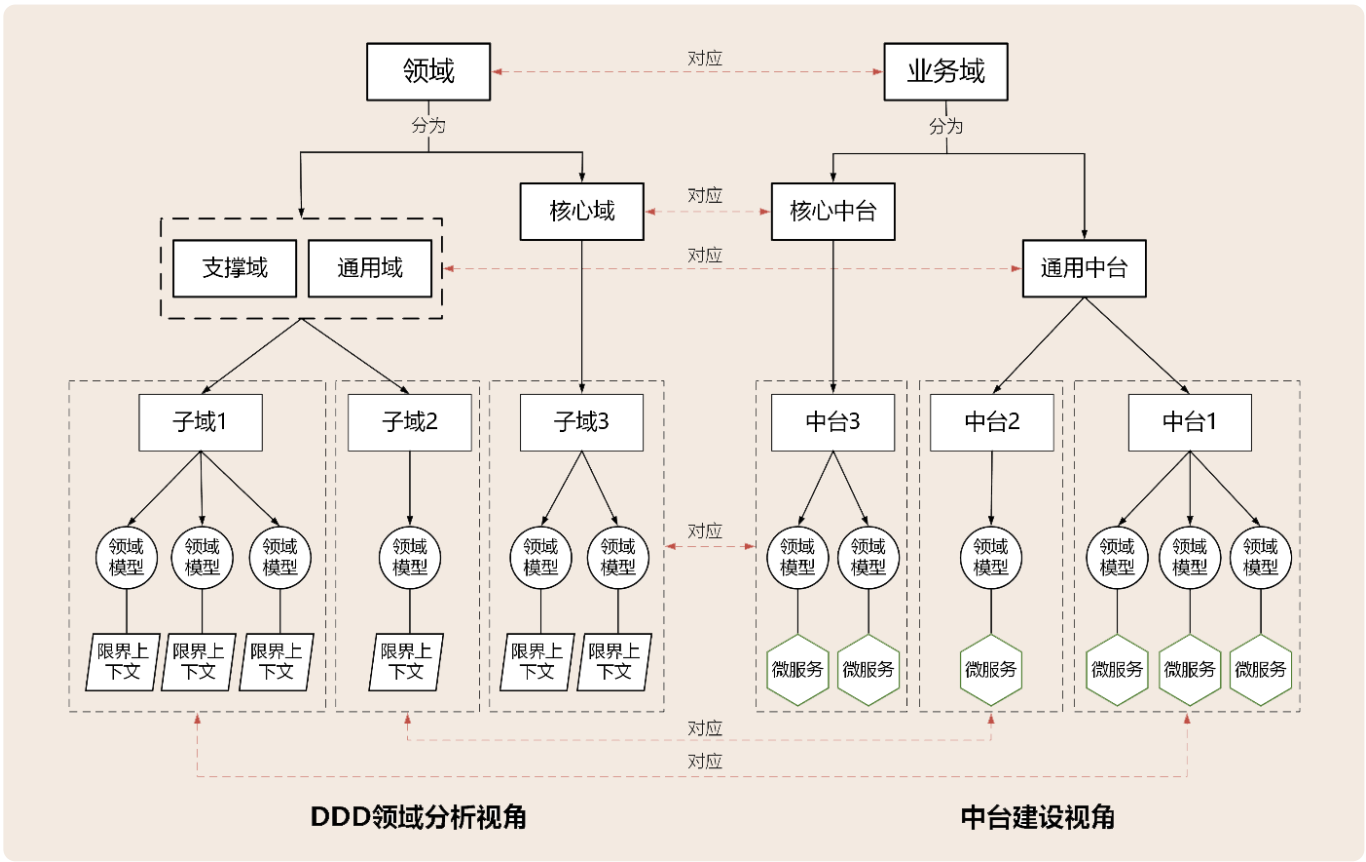 领域
对应
业务域
分为
分为
核心域
对应
核心中台
支撑域
通用域
对应
通用中台
子域1
子域2
子域3
中台3
中台2
中台1
对应
领域
模型
领域
模型
领域
模型
领域
模型
领域
模型
领域
模型
领域
模型
领域
模型
领域
模型
领域
模型
领域
模型
领域
模型
限界上
下文
限界上
下文
限界上
下文
限界上
下文
限界上
下文
限界上
下文
微服务
微服务
微服务
微服务
微服务
微服务
对应
对应
DDD领域分析视角
中台建设视角